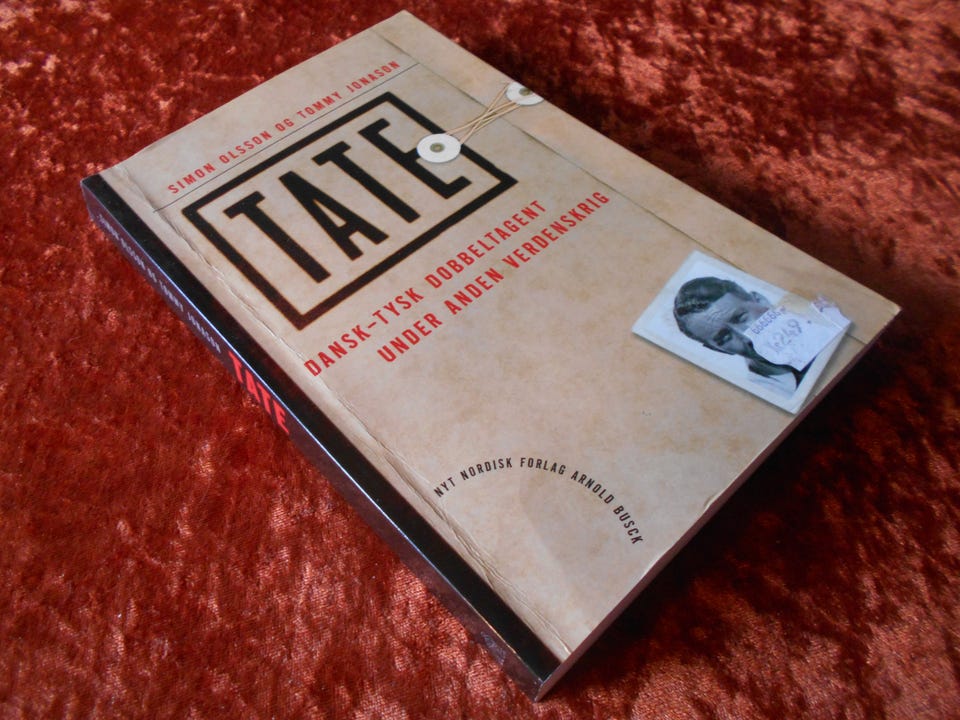 SIMON OLSSON OG TOMMY JONASON
TATE
DANSK-TYSK DOBBELTAGENT
UNDER ANDEN VERDENSKRIG
NYT NORDISK FORLAG ARNOLD BUSCK
SIMON OLSSON OG TOMMY JONASON
TATE